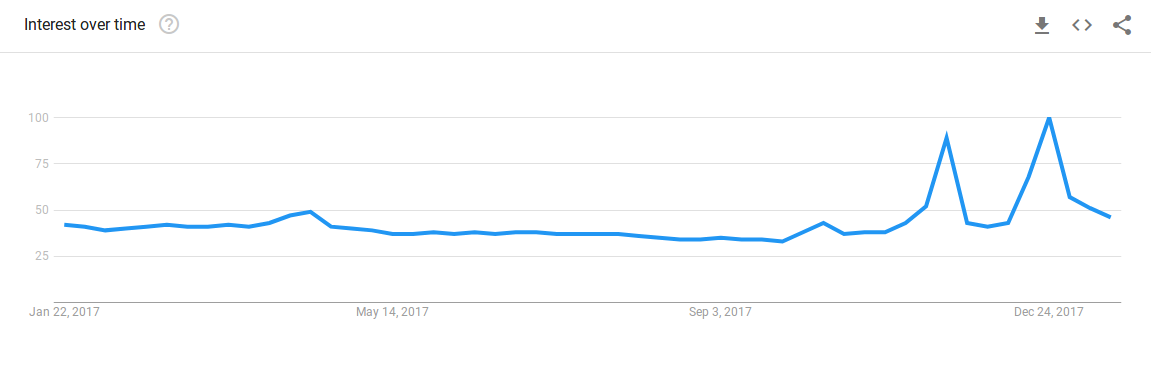 Interest over time
100
75
50
25
Jan 22, 2017
May 14, 2017
Sep 3, 2017
Dec 24, 2017